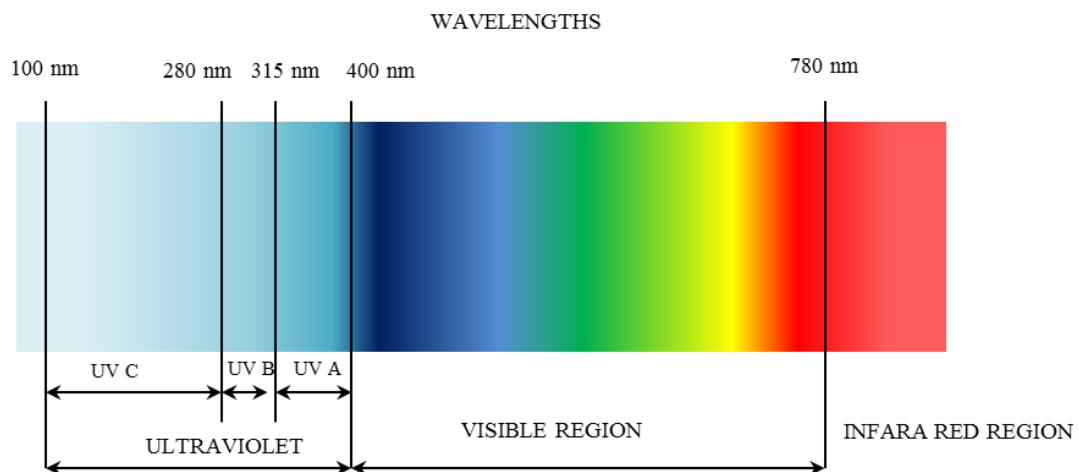 WAVELENGTHS
100 nm 280 nm 315 nm 400 nm 780 nm
UV C UV B UV A
ULTRAVIOLET VISIBLE REGION INFARA RED REGION